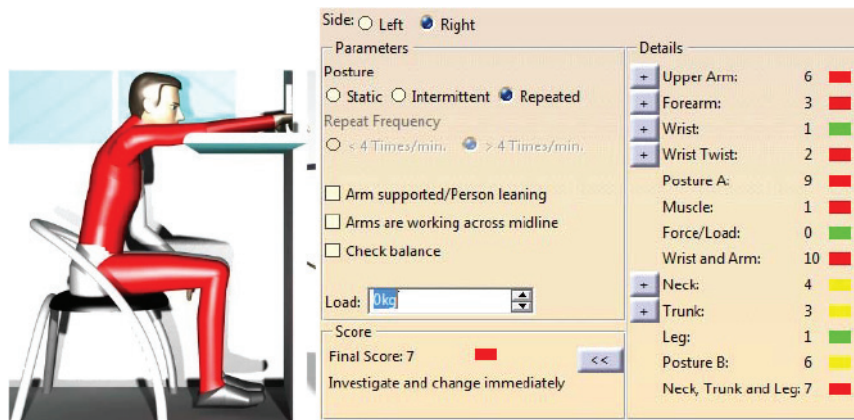 Side: Left Right
Parameters
Posture
Static Intermittent Repeated
Repeat Frequency
< 4 Times/min. > 4 Times/min.
Arm supported/Person leaning
Arms are working across midline
Check balance
Load: 0kg
Score
Final Score: 7 <<
Investigate and change immediately
Details
+ Upper Arm: 6
+ Forearm: 3
+ Wrist: 1
+ Wrist Twist: 2
Posture A: 9
Muscle: 1
Force/Load: 0
Wrist and Arm: 10
+ Neck: 4
+ Trunk: 3
Leg: 1
Posture B: 6
Neck, Trunk and Leg: 7